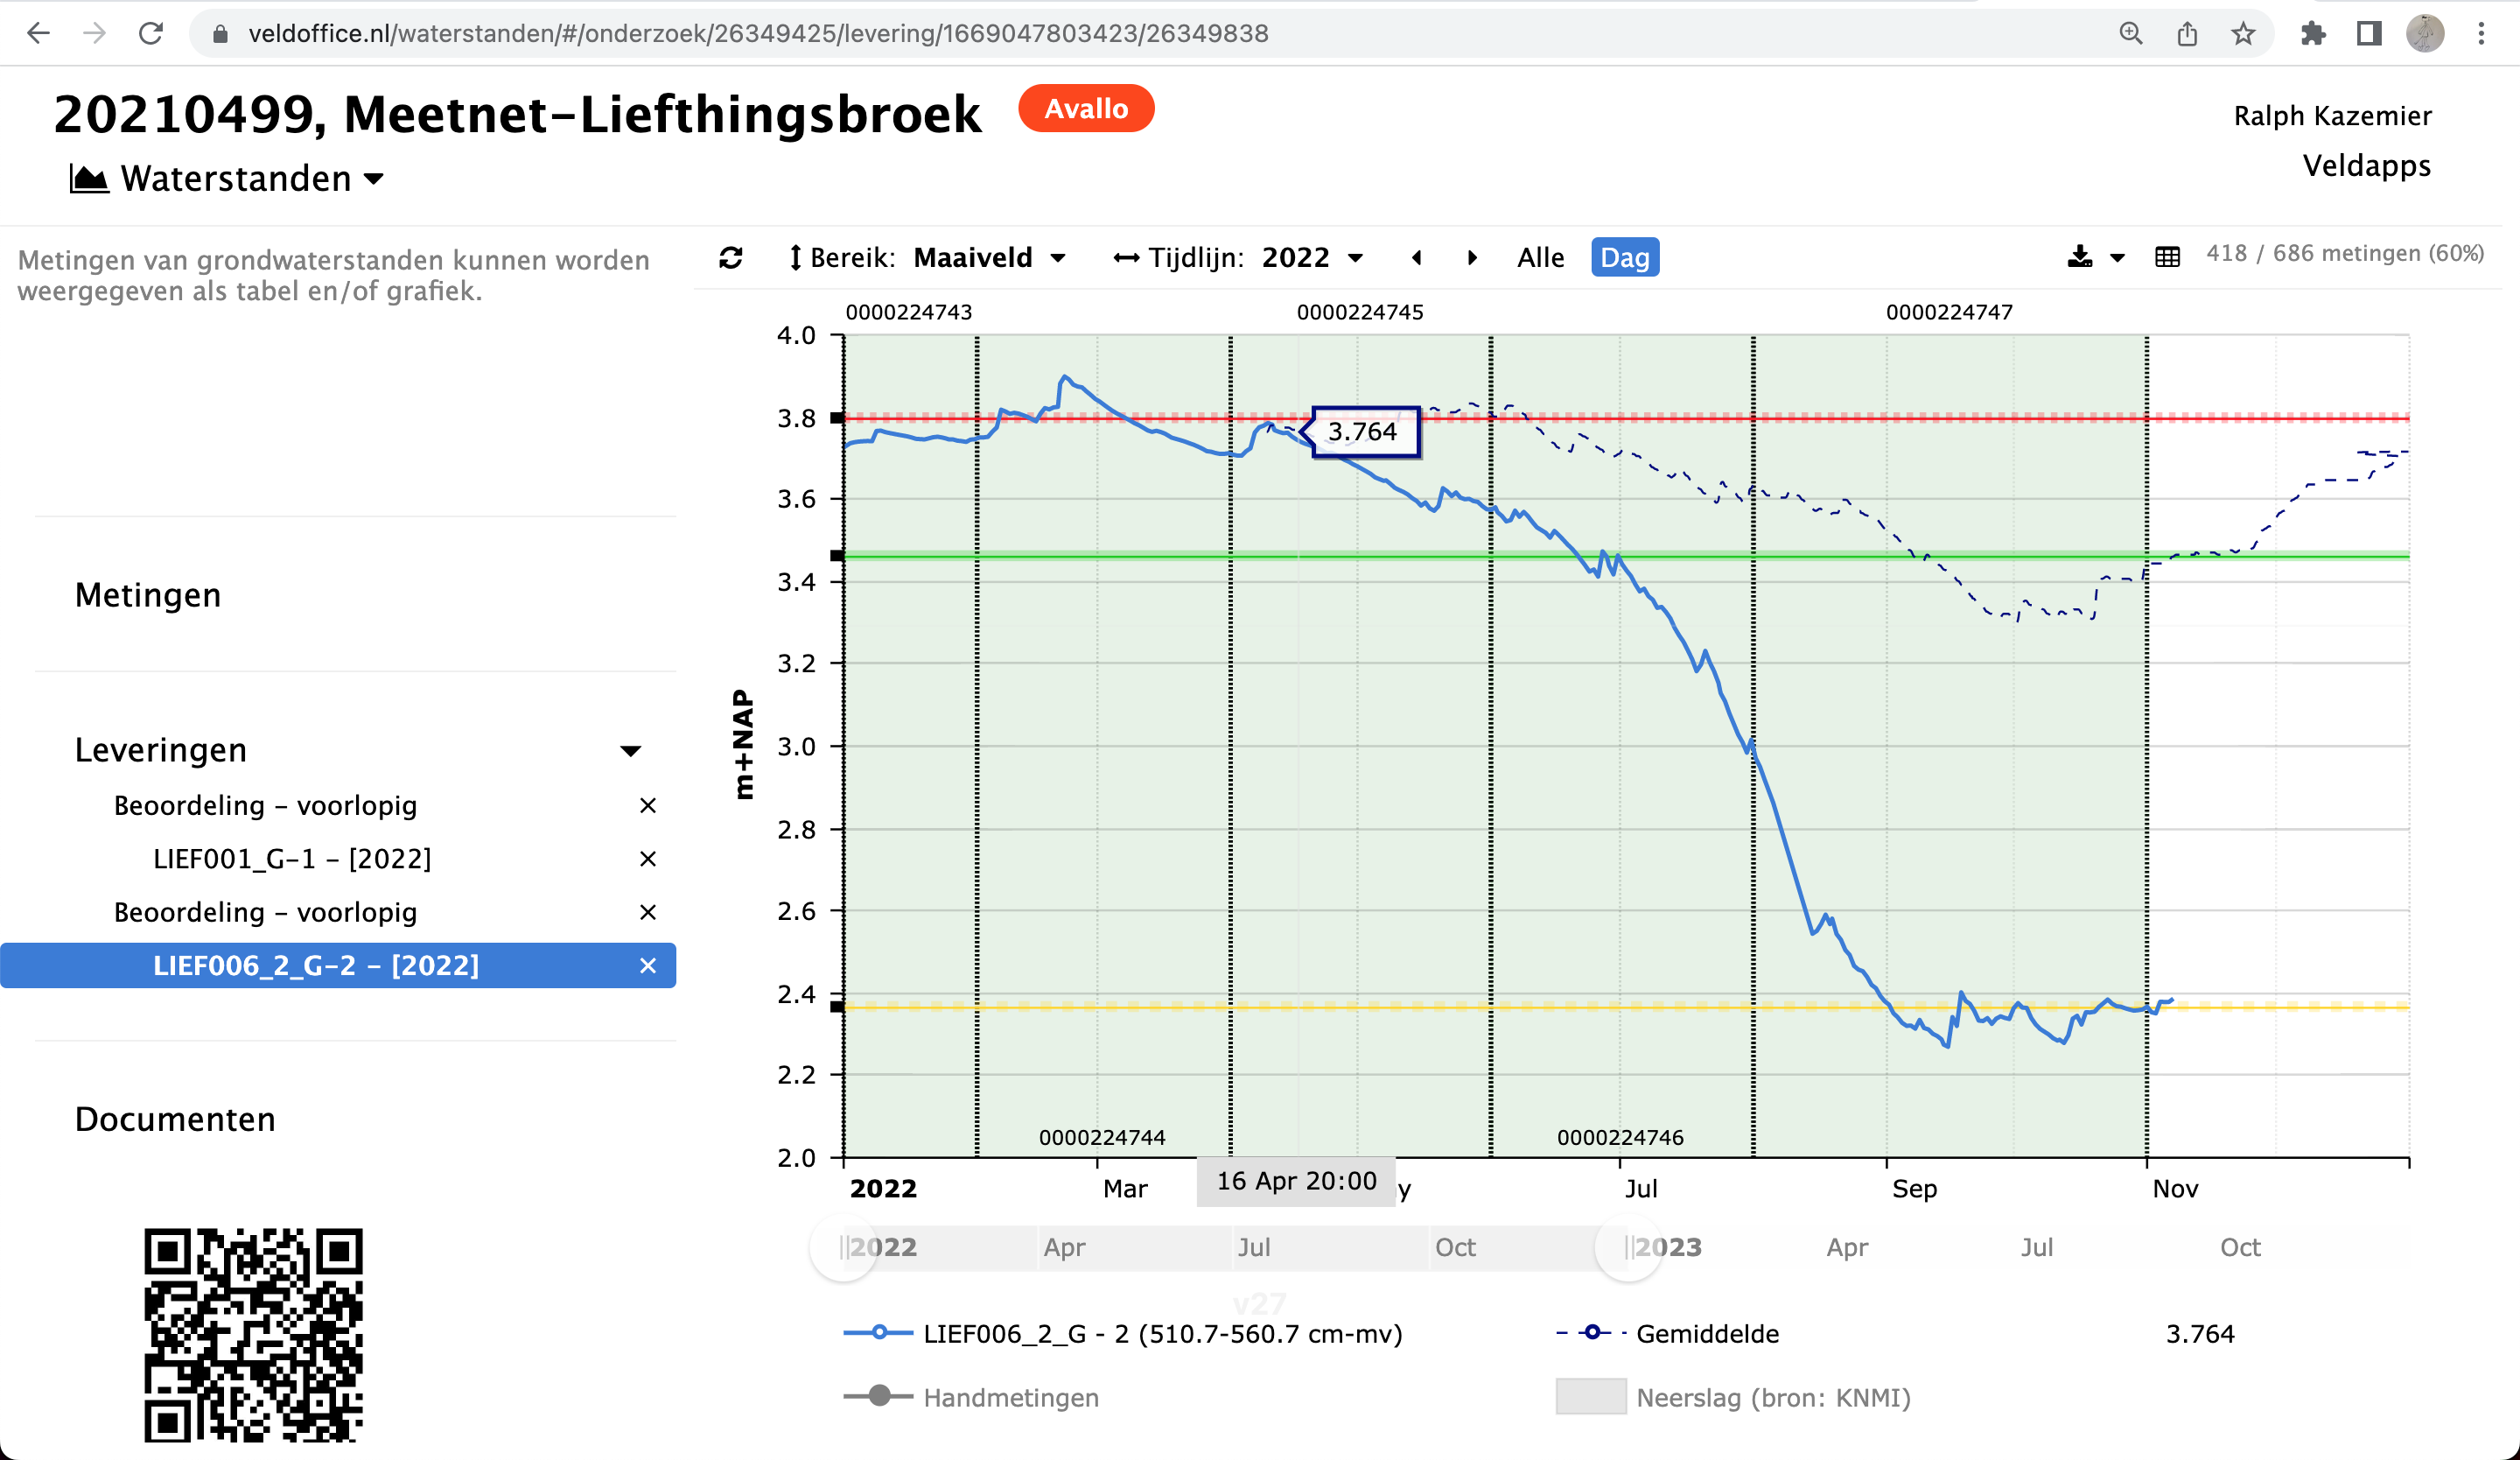 veldoffice.nl/waterstanden/#/onderzoek/26349425/levering/1669047803423/26349838
20210499, Meetnet-Liefthingsbroek
Avallo
Ralph Kazemier
Waterstanden
Veldapps
Metingen van grondwaterstanden kunnen worden
weergegeven als tabel en/of grafiek.
Bereik: Maaiveld
Tijdlijn: 2022
Alle
Dag
418 / 686 metingen (60%)
Metingen
Leveringen
Beoordeling - voorlopig
LIEF001_G-1 - [2022]
Beoordeling - voorlopig
LIEF006_2_G-2 - [2022]
Documenten
0000224743
0000224745
0000224747
4.0
3.8
3.764
3.6
3.4
3.2
3.0
2.8
2.6
2.4
2.2
2.0
m+NAP
0000224744
0000224746
2022
Mar
16 Apr 20:00
y
Jul
Sep
Nov
2022
Apr
Jul
Oct
2023
Apr
Jul
Oct
v27
LIEF006_2_G - 2 (510.7-560.7 cm-mv)
Gemiddelde
3.764
Handmetingen
Neerslag (bron: KNMI)